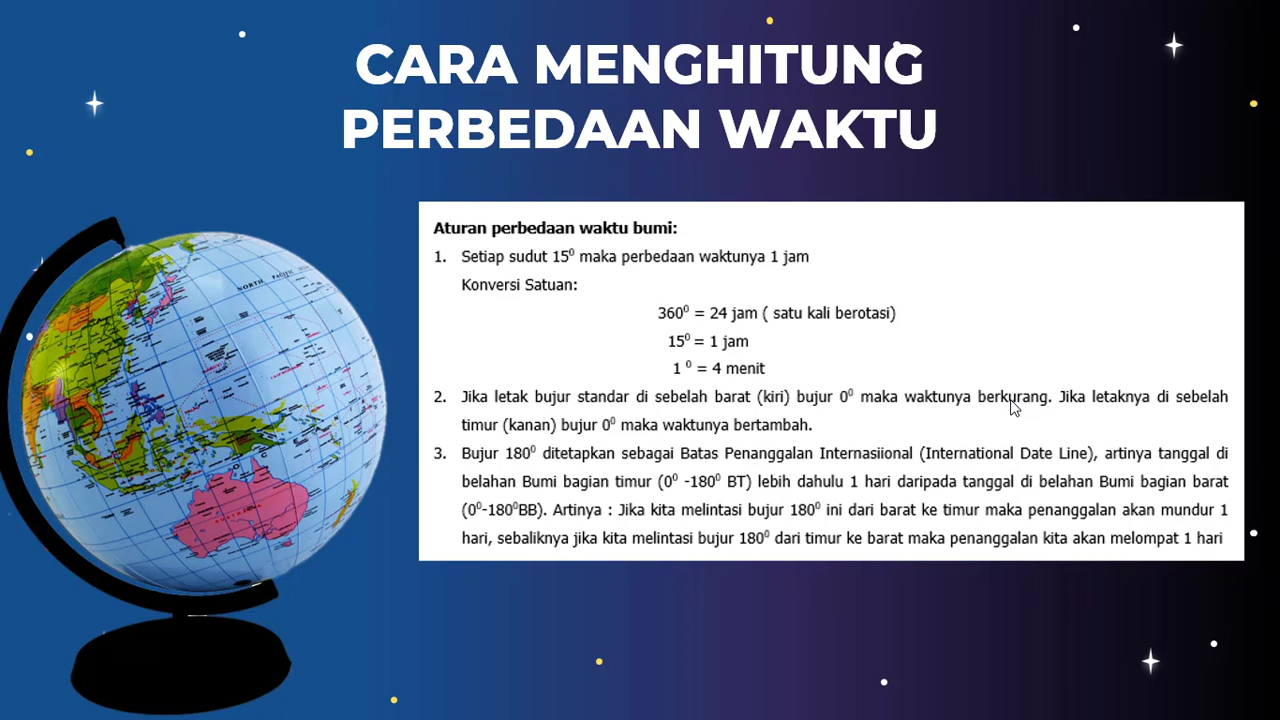 CARA MENGHITUNG
PERBEDAAN WAKTU
Aturan perbedaan waktu bumi:
1. Setiap sudut 15⁰ maka perbedaan waktunya 1 jam
Konversi Satuan:
360⁰ = 24 jam ( satu kali berotasi)
15⁰ = 1 jam
1 ⁰ = 4 menit
2. Jika letak bujur standar di sebelah barat (kiri) bujur 0⁰ maka waktunya berkurang. Jika letaknya di sebelah
timur (kanan) bujur 0⁰ maka waktunya bertambah.
3. Bujur 180⁰ ditetapkan sebagai Batas Penanggalan Internasiional (International Date Line), artinya tanggal di
belahan Bumi bagian timur (0⁰ -180⁰ BT) lebih dahulu 1 hari daripada tanggal di belahan Bumi bagian barat
(0⁰-180⁰BB). Artinya : Jika kita melintasi bujur 180⁰ ini dari barat ke timur maka penanggalan akan mundur 1
hari, sebaliknya jika kita melintasi bujur 180⁰ dari timur ke barat maka penanggalan kita akan melompat 1 hari
NORTH PACIFIC
AUSTRALIA